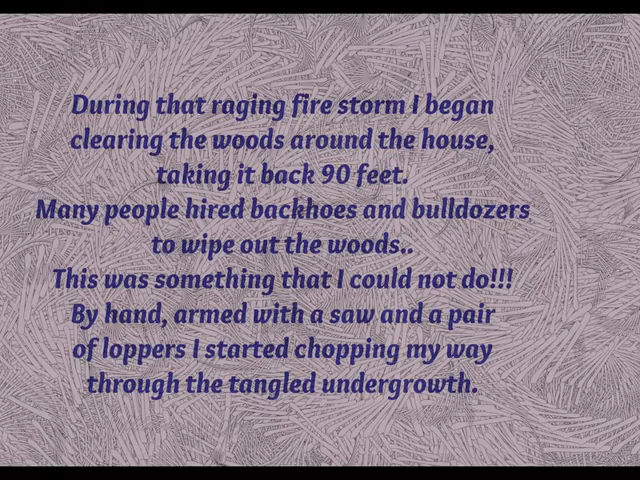 During that raging fire storm I began
clearing the woods around the house,
taking it back 90 feet.
Many people hired backhoes and bulldozers
to wipe out the woods..
This was something that I could not do!!!
By hand, armed with a saw and a pair
of loppers I started chopping my way
through the tangled undergrowth.